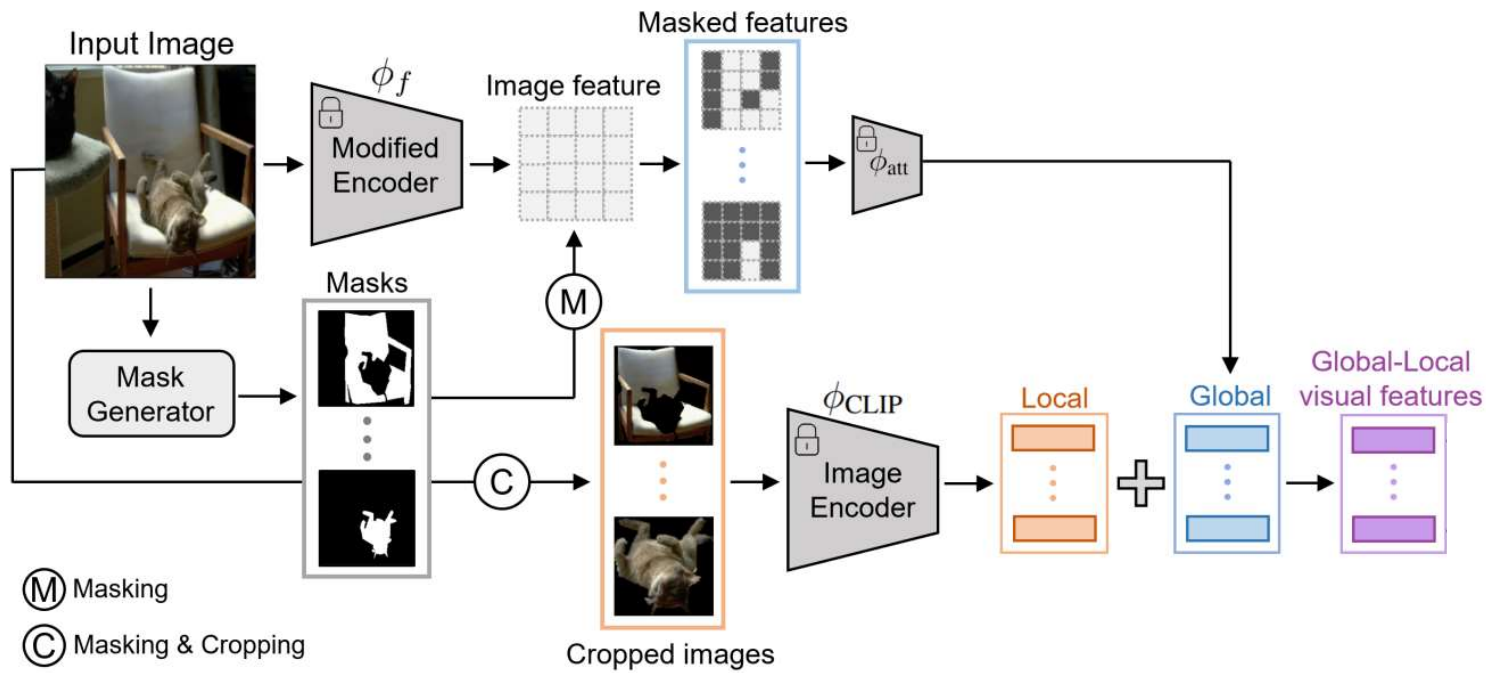 Input Image
ϕf
Modified
Encoder
Image feature
Masked features
ϕatt
Masks
M
Mask
Generator
C
ϕCLIP
Image
Encoder
Local
Global
Global-Local
visual features
M Masking
C Masking & Cropping
Cropped images